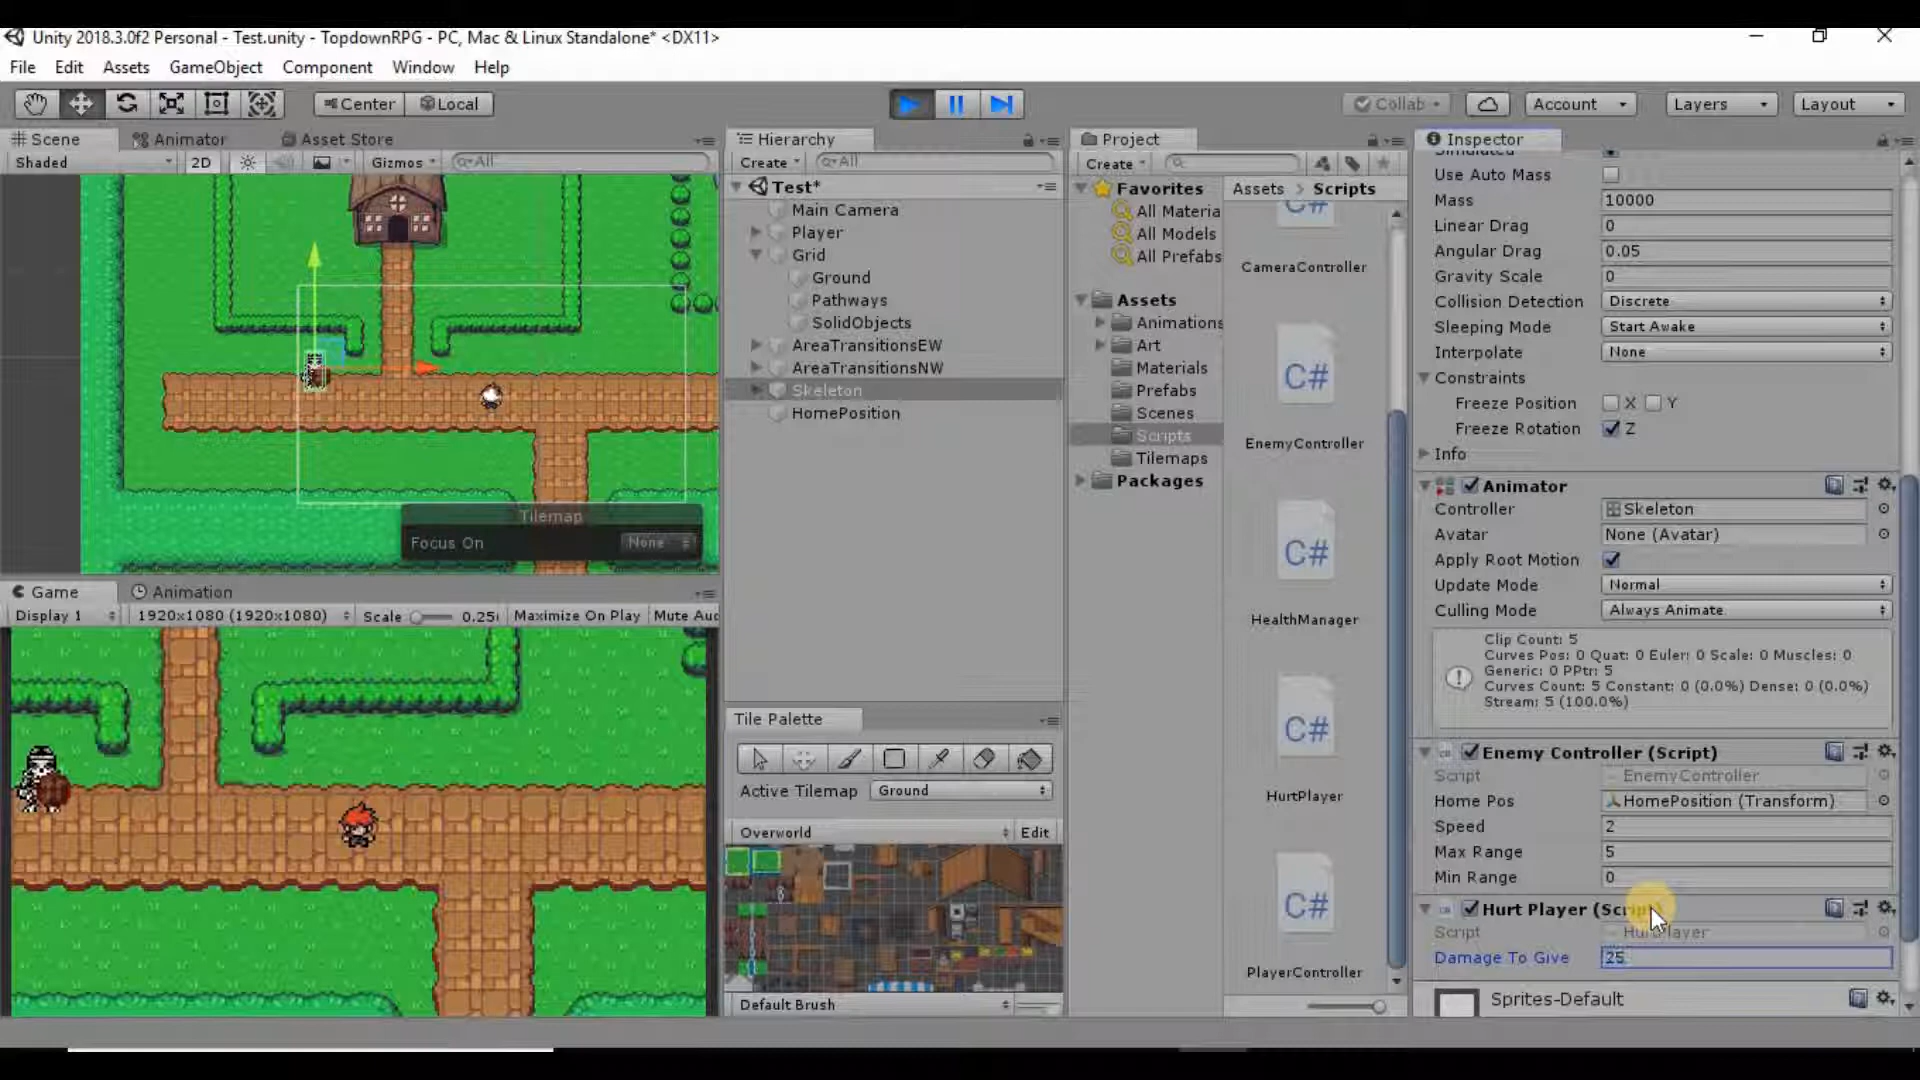 Unity 2018.3.0f2 Personal - Test.unity - TopdownRPG - PC, Mac & Linux Standalone* <DX11>
File Edit Assets GameObject Component Window Help
Center Local
Collab Account Layers Layout
Scene Animator Asset Store
Shaded 2D Gizmos All
Tilemap
Focus On None
Game Animation
Display 1 1920x1080 (1920x1080) Scale 0.25 Maximize On Play Mute Auc
Hierarchy
Create All
Test*
Main Camera
Player
Grid
Ground
Pathways
SolidObjects
AreaTransitionsEW
AreaTransitionsNW
Skeleton
HomePosition
Tile Palette
Active Tilemap Ground
Overworld Edit
Default Brush
Project
Create
Favorites
All Materia
All Models
All Prefabs
Assets
Animations
Art
Materials
Prefabs
Scenes
Scripts
Tilemaps
Packages
Assets > Scripts
C#
CameraController
C#
EnemyController
C#
HealthManager
C#
HurtPlayer
C#
PlayerController
Inspector
Simulated
Use Auto Mass
Mass 10000
Linear Drag 0
Angular Drag 0.05
Gravity Scale 0
Collision Detection Discrete
Sleeping Mode Start Awake
Interpolate None
Constraints
Freeze Position X Y
Freeze Rotation Z
Info
Animator
Controller Skeleton
Avatar None (Avatar)
Apply Root Motion
Update Mode Normal
Culling Mode Always Animate
Clip Count: 5
Curves Pos: 0 Quat: 0 Euler: 0 Scale: 0 Muscles: 0
Generic: 0 PPtr: 5
Curves Count: 5 Constant: 0 (0.0%) Dense: 0 (0.0%)
Stream: 5 (100.0%)
Enemy Controller (Script)
Script EnemyController
Home Pos HomePosition (Transform)
Speed 2
Max Range 5
Min Range 0
Hurt Player (Script)
Script HurtPlayer
Damage To Give 25
Sprites-Default